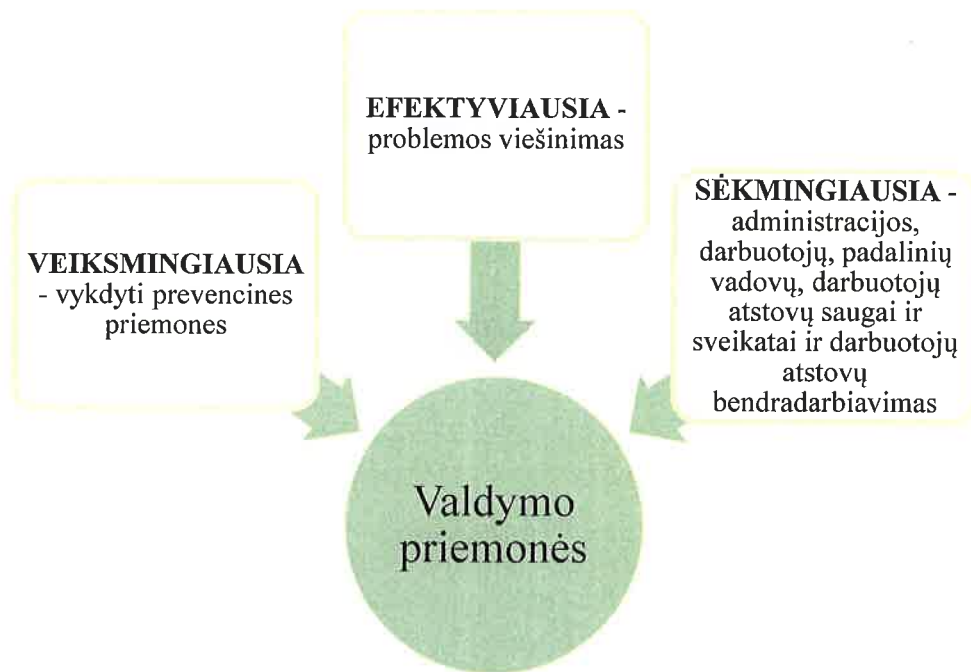 EFEKTYVIAUSIA -
problemos viešinimas
VEIKSMINGIAUSIA
- vykdyti prevencines
priemones
SĖKMINGIAUSIA -
administracijos,
darbuotojų, padalinių
vadovų, darbuotojų
atstovų saugai ir
sveikatai ir darbuotojų
atstovų
bendradarbiavimas
Valdymo
priemonės